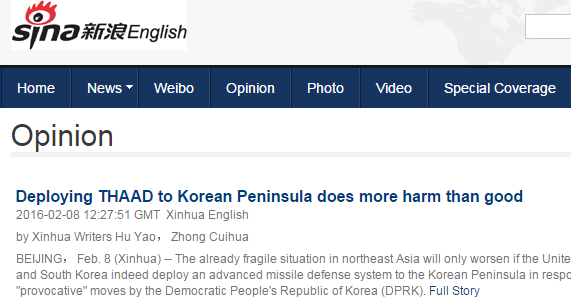 sina新浪English
Home News Weibo Opinion Photo Video Special Coverage
Opinion
Deploying THAAD to Korean Peninsula does more harm than good
2016-02-08 12:27:51 GMT Xinhua English
by Xinhua Writers Hu Yao， Zhong Cuihua
BEIJING， Feb. 8 (Xinhua) -- The already fragile situation in northeast Asia will only worsen if the Unite
and South Korea indeed deploy an advanced missile defense system to the Korean Peninsula in respo
"provocative" moves by the Democratic People's Republic of Korea (DPRK). Full Story